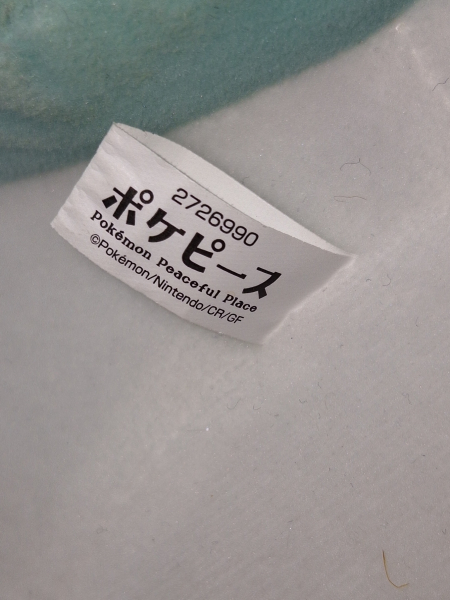 2726990
ポケピース
Pokémon Peaceful Place
©Pokémon/Nintendo/CR/GF